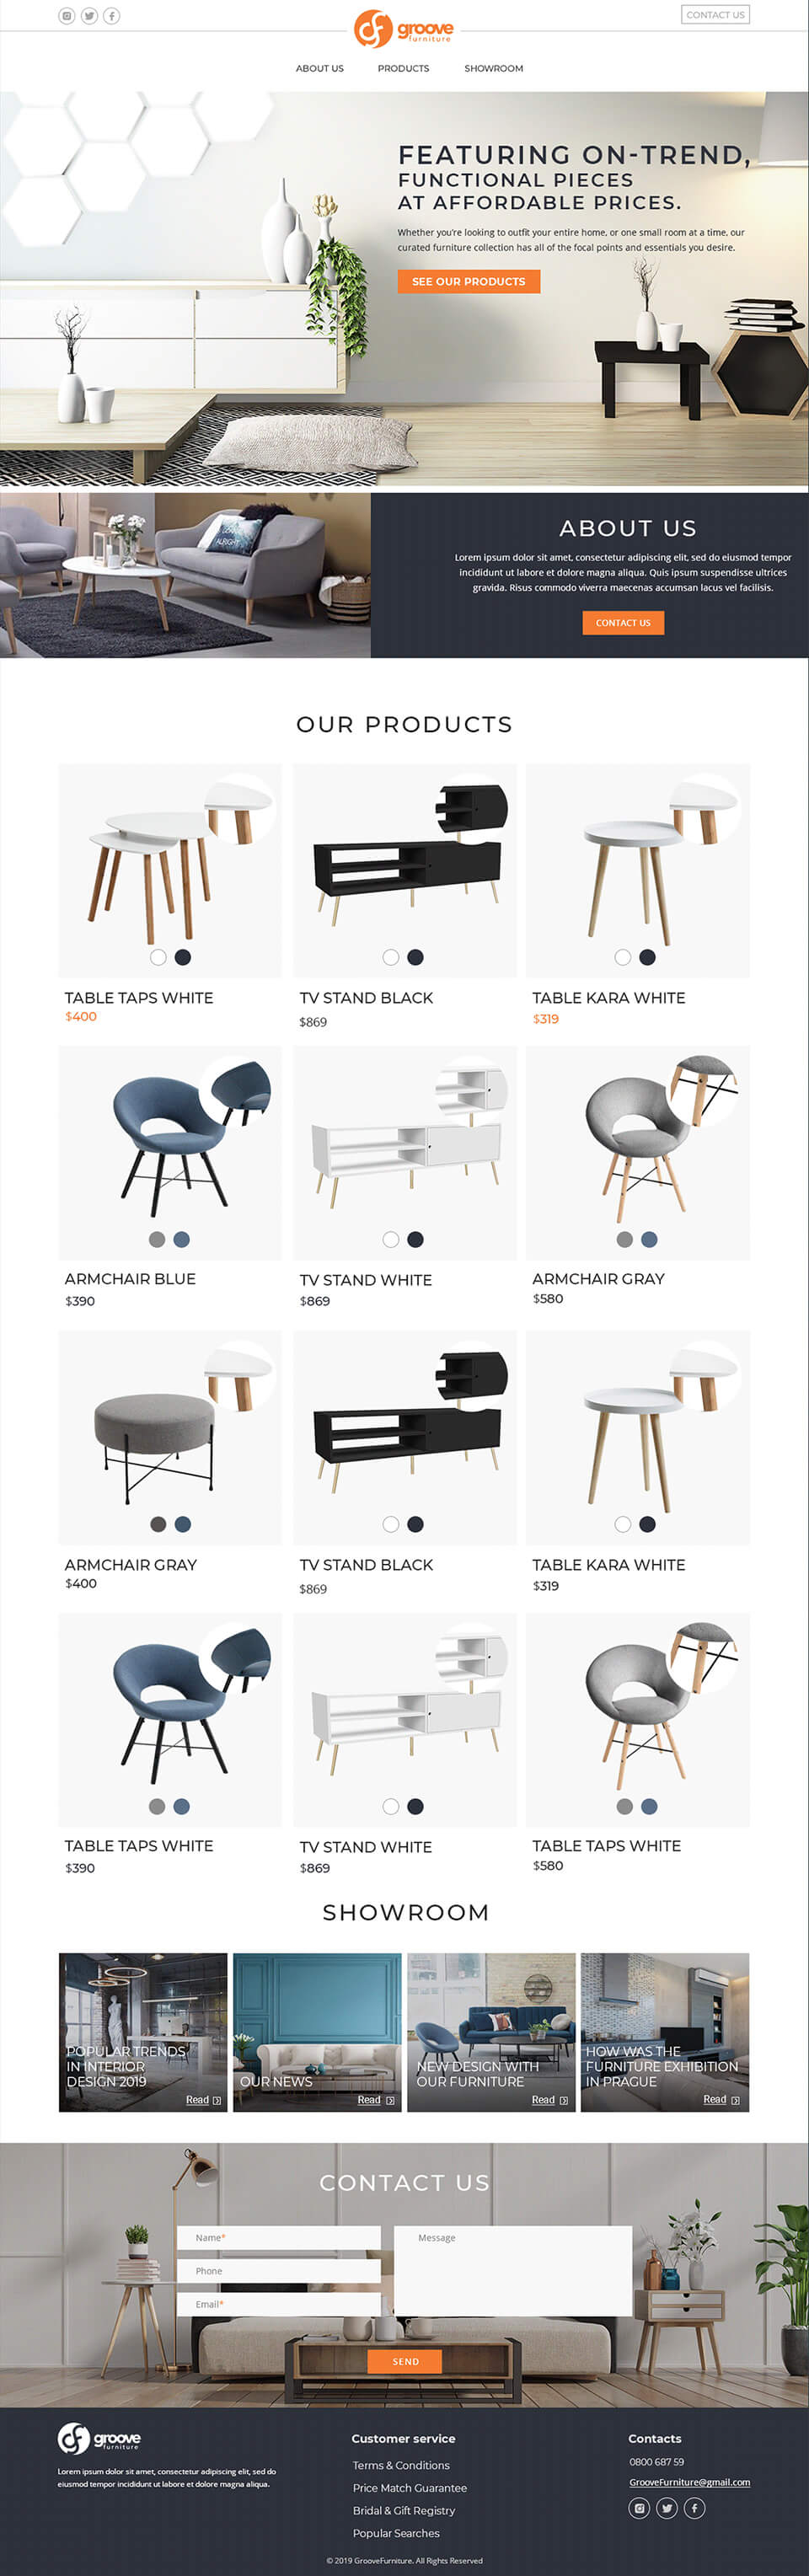 CONTACT US
groove
furniture
ABOUT US
PRODUCTS
SHOWROOM
FEATURING ON-TREND,
FUNCTIONAL PIECES
AT AFFORDABLE PRICES.
Whether you're looking to outfit your entire home, or one small room at a time, our
curated furniture collection has all of the focal points and essentials you desire.
SEE OUR PRODUCTS
ALRIGHT
ABOUT US
Lorem ipsum dolor sit amet, consectetur adipiscing elit, sed do eiusmod tempor
incididunt ut labore et dolore magna aliqua. Quis ipsum suspendisse ultrices
gravida. Risus commodo viverra maecenas accumsan lacus vel facilisis.
CONTACT US
OUR PRODUCTS
TABLE TAPS WHITE
$400
TV STAND BLACK
$869
TABLE KARA WHITE
$319
ARMCHAIR BLUE
$390
TV STAND WHITE
$869
ARMCHAIR GRAY
$580
ARMCHAIR GRAY
$400
TV STAND BLACK
$869
TABLE KARA WHITE
$319
TABLE TAPS WHITE
$390
TV STAND WHITE
$869
TABLE TAPS WHITE
$580
SHOWROOM
POPULAR TRENDS
IN INTERIOR
DESIGN 2019
Read
OUR NEWS
Read
NEW DESIGN WITH
OUR FURNITURE
Read
HOW WAS THE
FURNITURE EXHIBITION
IN PRAGUE
Read
CONTACT US
Name*
Phone
Email*
Message
SEND
groove
furniture
Lorem ipsum dolor sit amet, consectetur adipiscing elit, sed do
eiusmod tempor incididunt ut labore et dolore magna aliqua.
Customer service
Terms & Conditions
Price Match Guarantee
Bridal & Gift Registry
Popular Searches
Contacts
0800 687 59
GrooveFurniture@gmail.com
© 2019 GrooveFurniture. All Rights Reserved